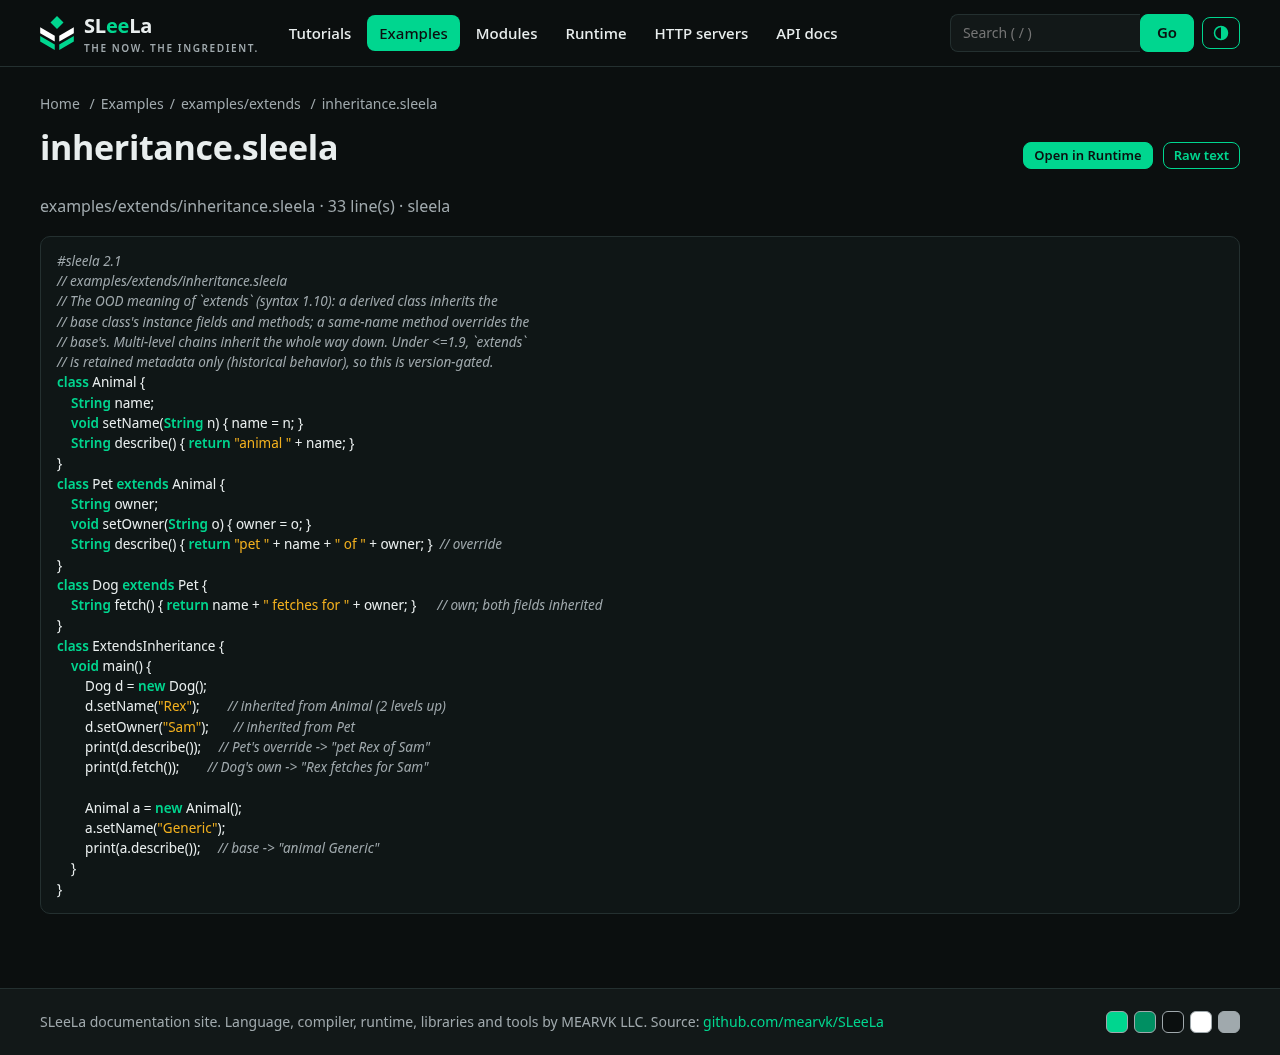 SLeeLa
THE NOW. THE INGREDIENT.
Tutorials Examples Modules Runtime HTTP servers API docs
Search ( / ) Go
Home / Examples / examples/extends / inheritance.sleela
inheritance.sleela
Open in Runtime Raw text
examples/extends/inheritance.sleela · 33 line(s) · sleela
#sleela 2.1
// examples/extends/inheritance.sleela
// The OOD meaning of `extends` (syntax 1.10): a derived class inherits the
// base class's instance fields and methods; a same-name method overrides the
// base's. Multi-level chains inherit the whole way down. Under <=1.9, `extends`
// is retained metadata only (historical behavior), so this is version-gated.
class Animal {
    String name;
    void setName(String n) { name = n; }
    String describe() { return "animal " + name; }
}
class Pet extends Animal {
    String owner;
    void setOwner(String o) { owner = o; }
    String describe() { return "pet " + name + " of " + owner; }  // override
}
class Dog extends Pet {
    String fetch() { return name + " fetches for " + owner; }      // own; both fields inherited
}
class ExtendsInheritance {
    void main() {
        Dog d = new Dog();
        d.setName("Rex");        // inherited from Animal (2 levels up)
        d.setOwner("Sam");       // inherited from Pet
        print(d.describe());     // Pet's override -> "pet Rex of Sam"
        print(d.fetch());        // Dog's own -> "Rex fetches for Sam"

        Animal a = new Animal();
        a.setName("Generic");
        print(a.describe());     // base -> "animal Generic"
    }
}
SLeeLa documentation site. Language, compiler, runtime, libraries and tools by MEARVK LLC. Source: github.com/mearvk/SLeeLa